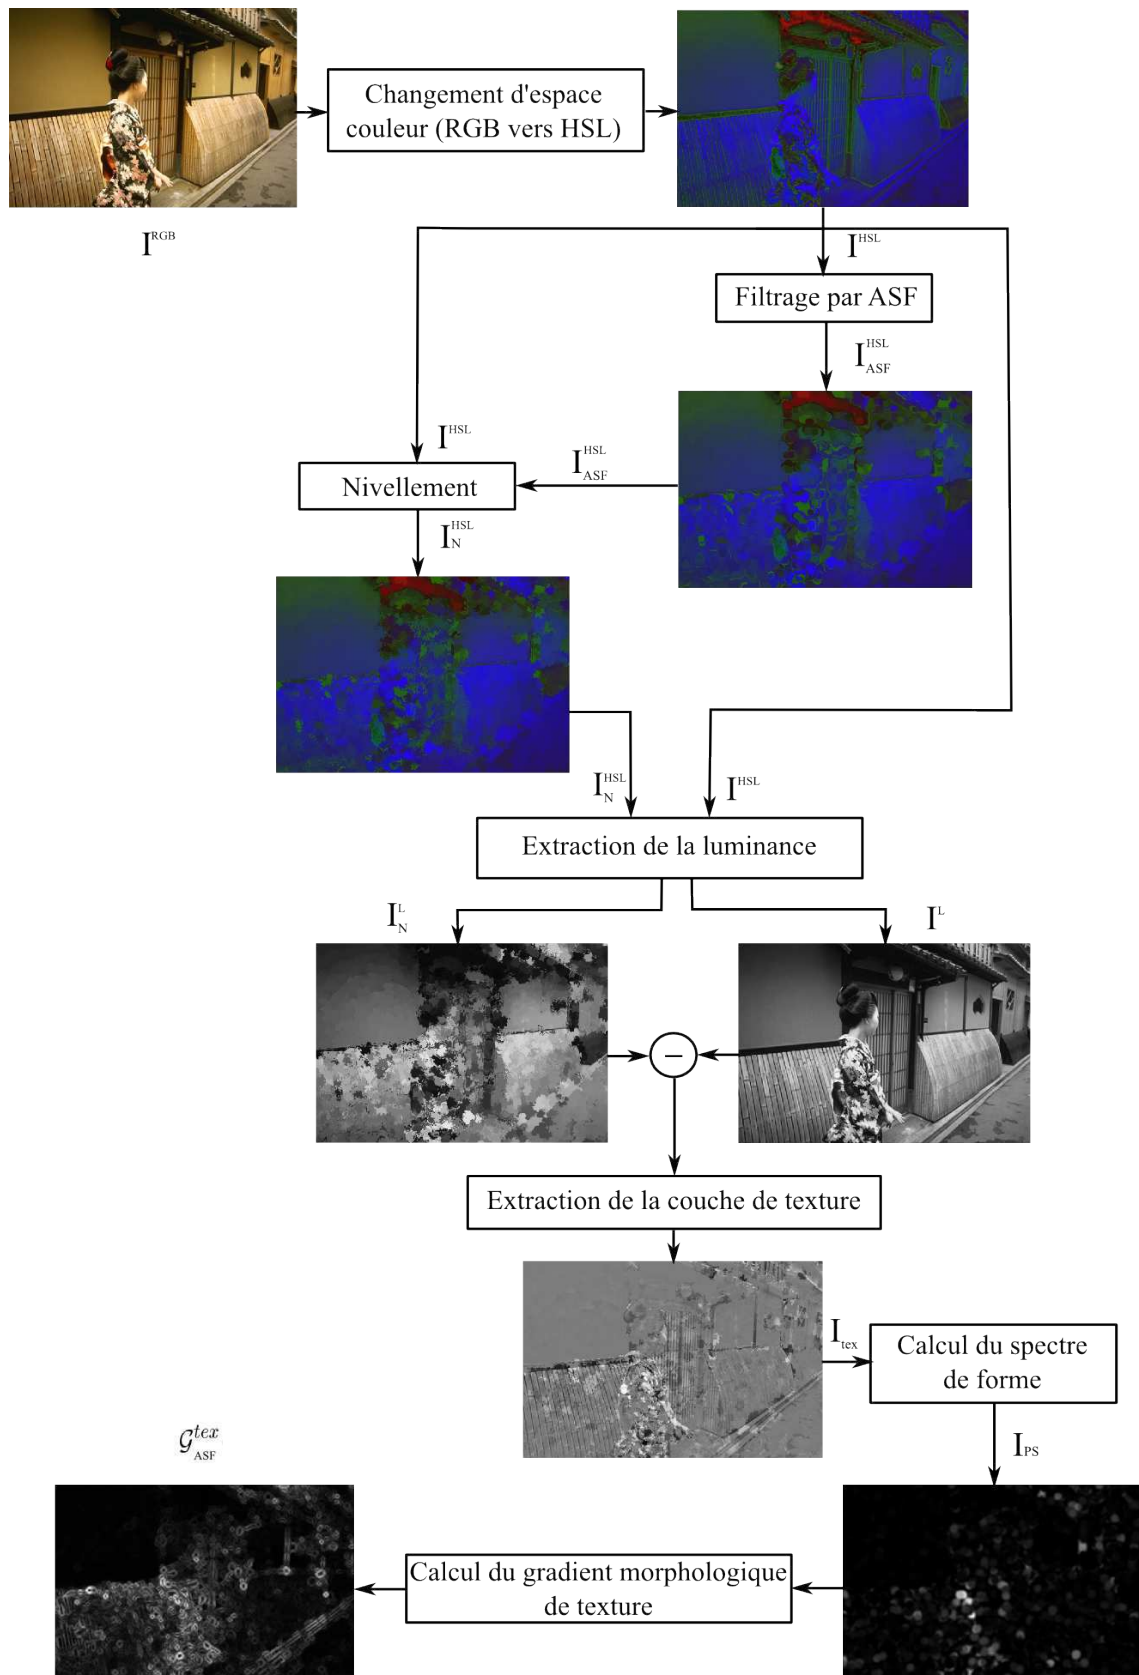 Changement d'espace
couleur (RGB vers HSL)
I^RGB
I^HSL
Filtrage par ASF
I^HSL_ASF
I^HSL
I^HSL_ASF
Nivellement
I^HSL_N
I^HSL_N
I^HSL
Extraction de la luminance
I^L_N
I^L
−
Extraction de la couche de texture
I_tex
Calcul du spectre
de forme
I_PS
𝒢^tex_ASF
Calcul du gradient morphologique
de texture